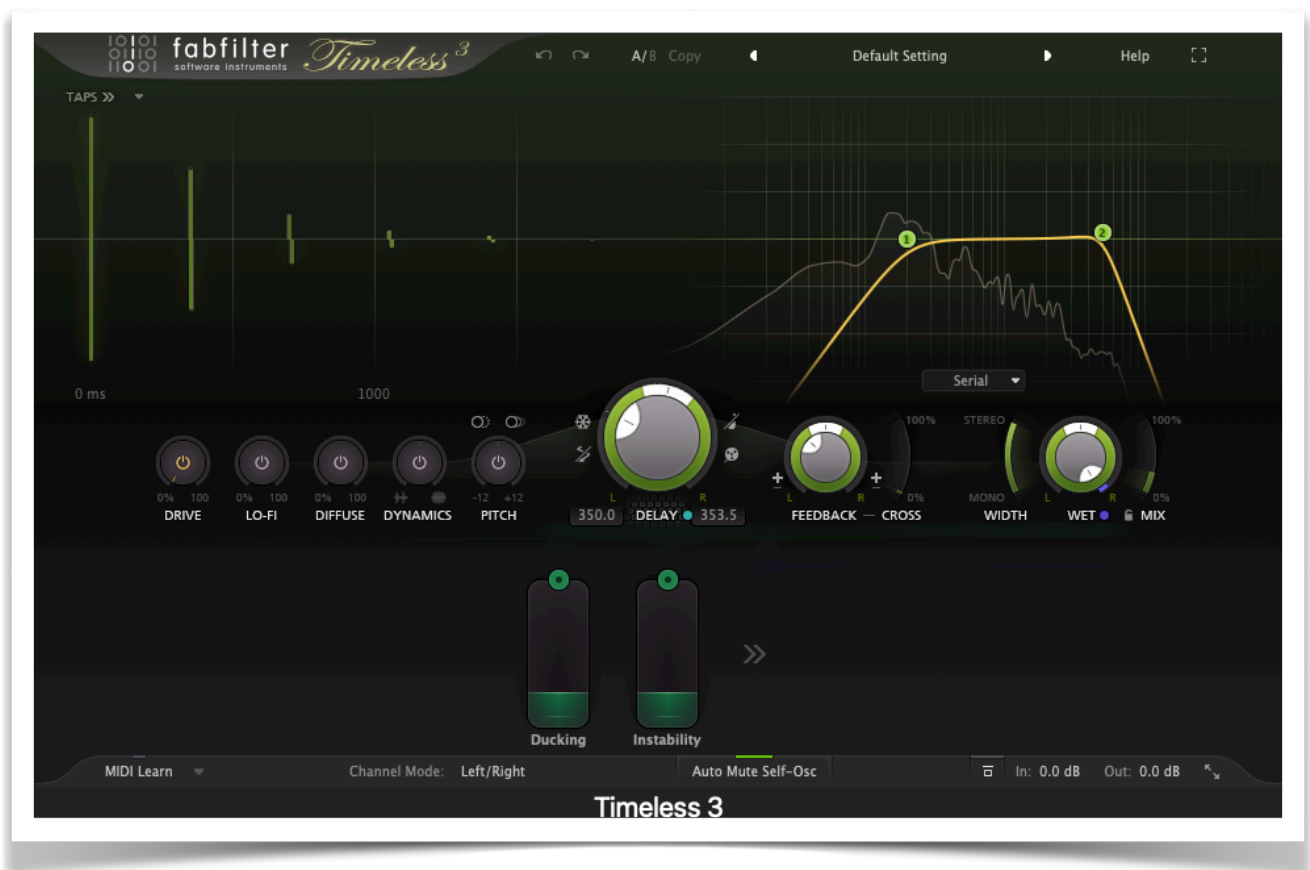 fabfilter Timeless 3
software instruments
A/B Copy
Default Setting
Help
TAPS
1
2
0 ms
1000
Serial
100%
STEREO
100%
0% 100
0% 100
0% 100
-12 +12
L R
L R
0%
MONO
L R
0%
DRIVE
LO-FI
DIFFUSE
DYNAMICS
PITCH
350.0 DELAY 353.5
FEEDBACK — CROSS
WIDTH
WET
MIX
Ducking
Instability
MIDI Learn
Channel Mode: Left/Right
Auto Mute Self-Osc
In: 0.0 dB
Out: 0.0 dB
Timeless 3